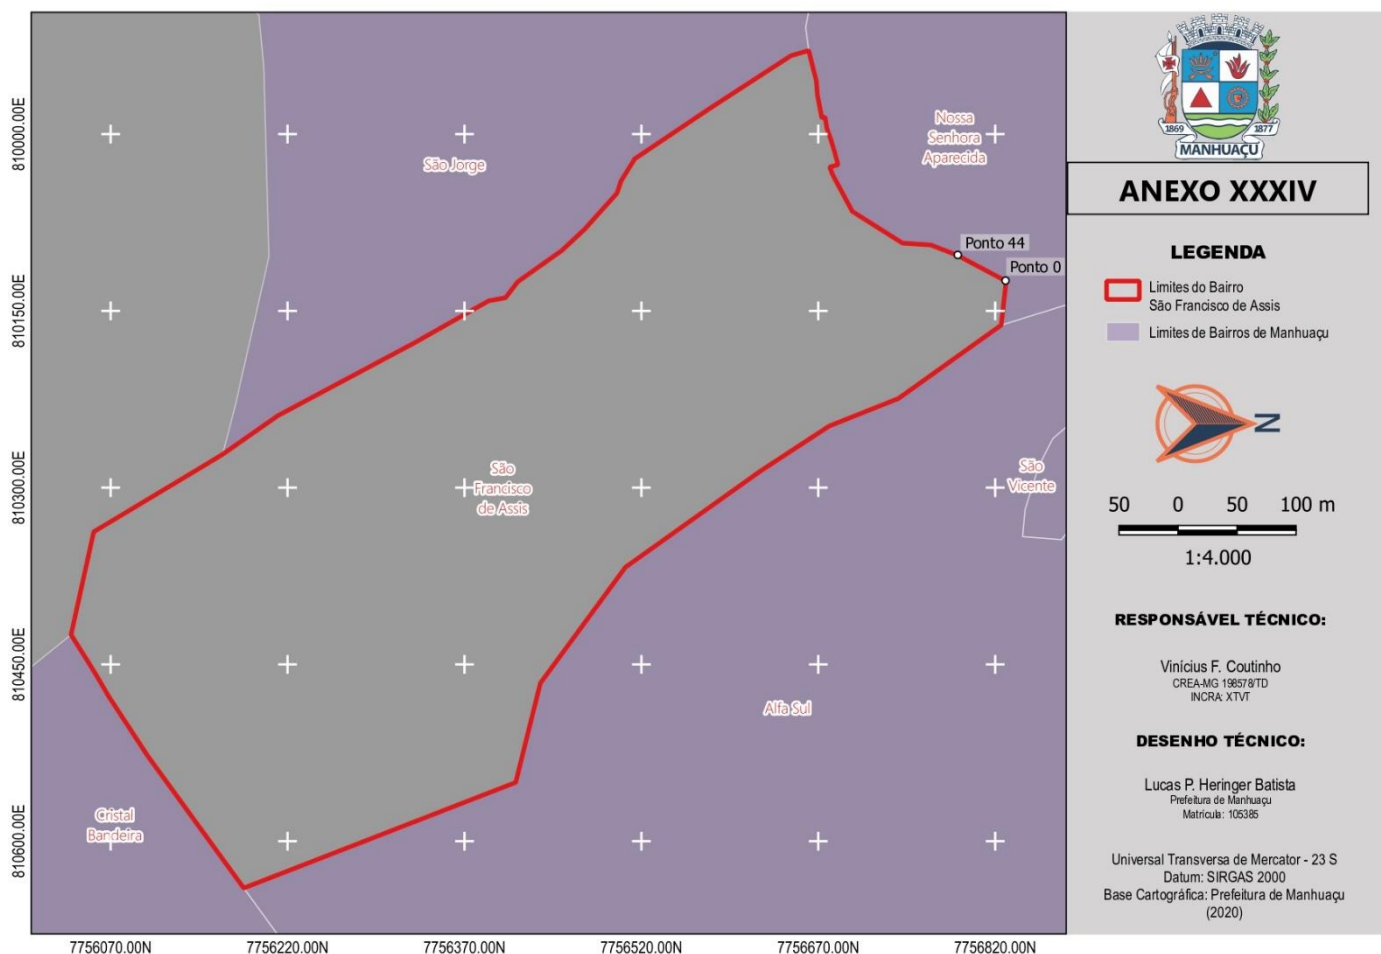 810000.00E
810150.00E
810300.00E
810450.00E
810600.00E
São Jorge
Nossa
Senhora
Aparecida
Ponto 44
Ponto 0
São
Francisco
de Assis
São
Vicente
Alfa Sul
Cristal
Bandeira
7756070.00N
7756220.00N
7756370.00N
7756520.00N
7756670.00N
7756820.00N
1869
1877
MANHUAÇU
ANEXO XXXIV
LEGENDA
Limites do Bairro
São Francisco de Assis
Limites de Bairros de Manhuaçu
N
50 0 50 100 m
1:4.000
RESPONSÁVEL TÉCNICO:
Vinícius F. Coutinho
CREA-MG 198578/TD
INCRA: XTVT
DESENHO TÉCNICO:
Lucas P. Heringer Batista
Prefeitura de Manhuaçu
Matrícula: 105385
Universal Transversa de Mercator - 23 S
Datum: SIRGAS 2000
Base Cartográfica: Prefeitura de Manhuaçu
(2020)